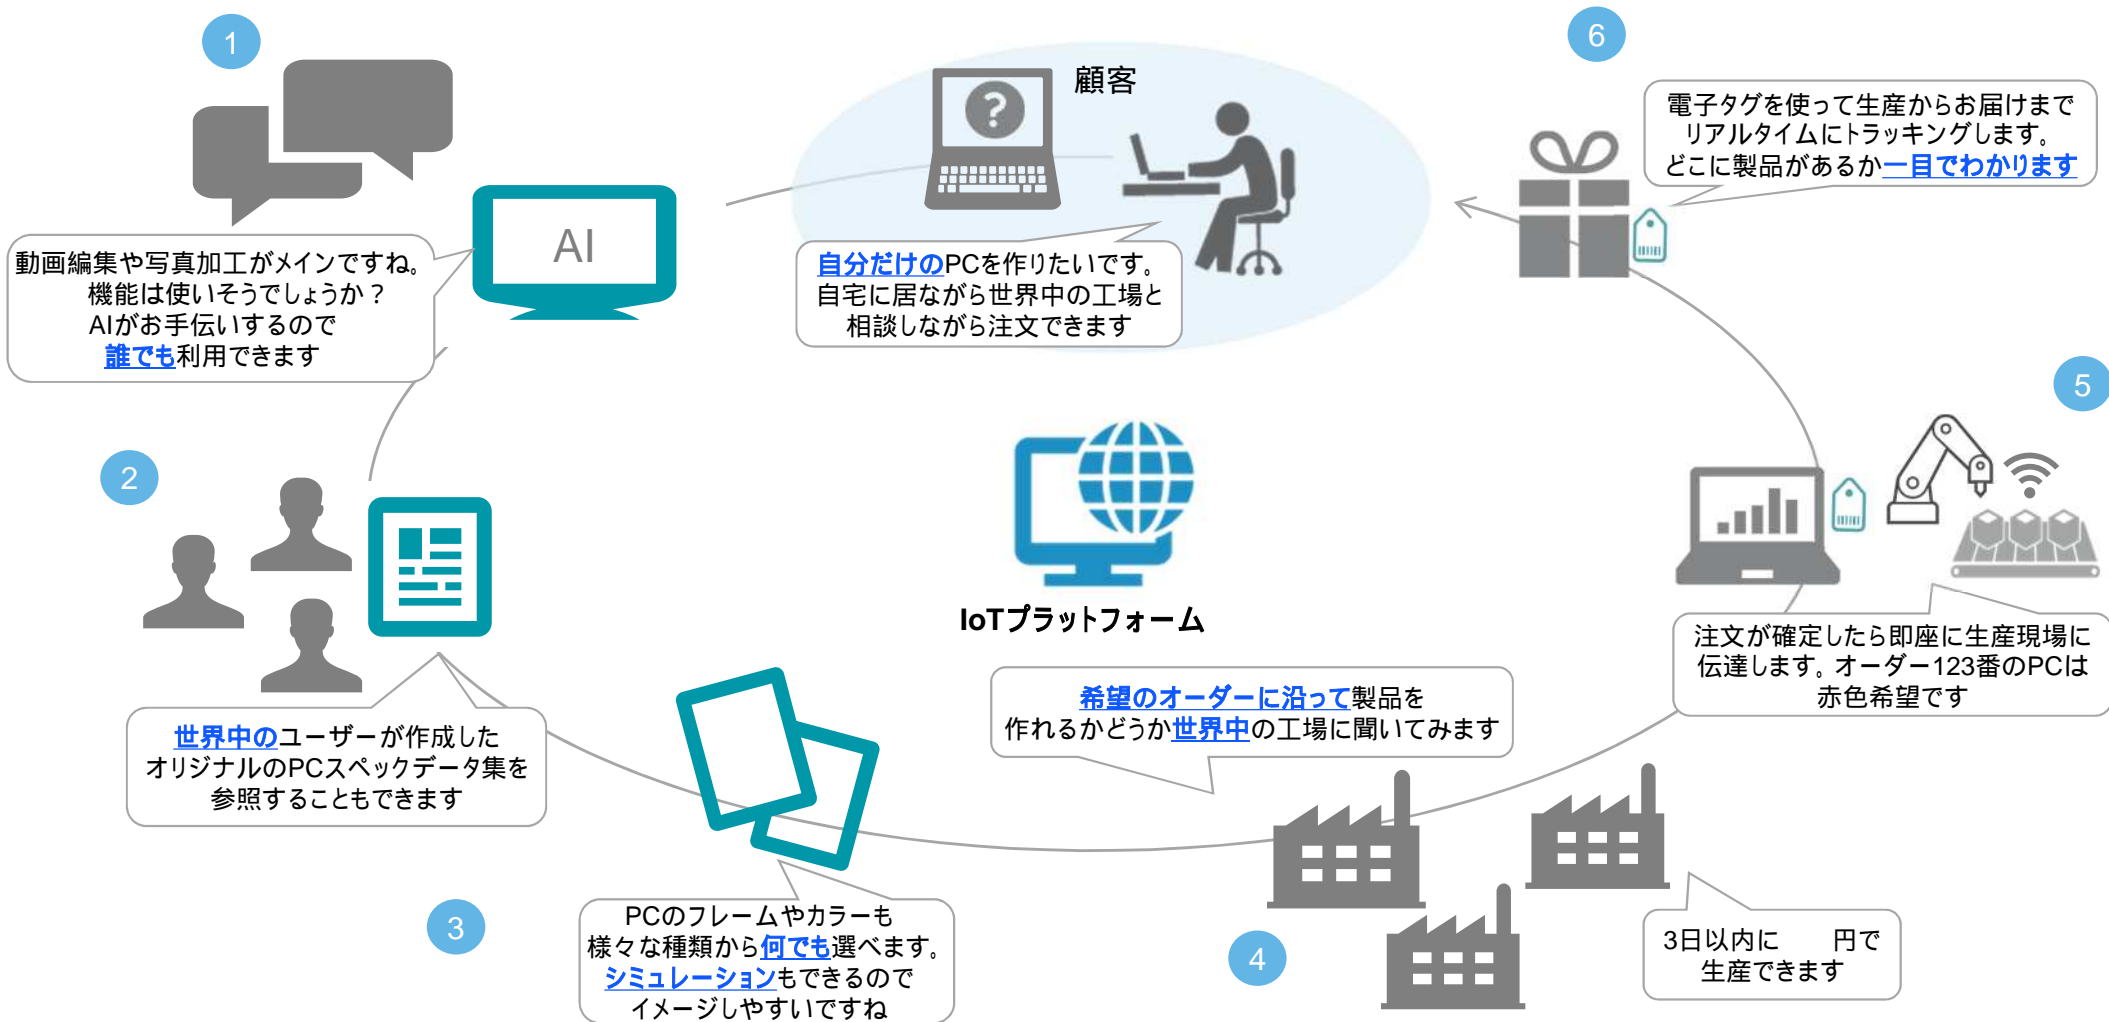 1
動画編集や写真加工がメインですね。
機能は使いそうでしょうか？
AIがお手伝いするので
誰でも利用できます
AI
顧客
?
自分だけのPCを作りたいです。
自宅に居ながら世界中の工場と
相談しながら注文できます
2
世界中のユーザーが作成した
オリジナルのPCスペックデータ集を
参照することもできます
IoTプラットフォーム
3
PCのフレームやカラーも
様々な種類から何でも選べます。
シミュレーションもできるので
イメージしやすいですね
希望のオーダーに沿って製品を
作れるかどうか世界中の工場に聞いてみます
4
3日以内に　　円で
生産できます
5
注文が確定したら即座に生産現場に
伝達します。オーダー123番のPCは
赤色希望です
6
電子タグを使って生産からお届けまで
リアルタイムにトラッキングします。
どこに製品があるか一目でわかります